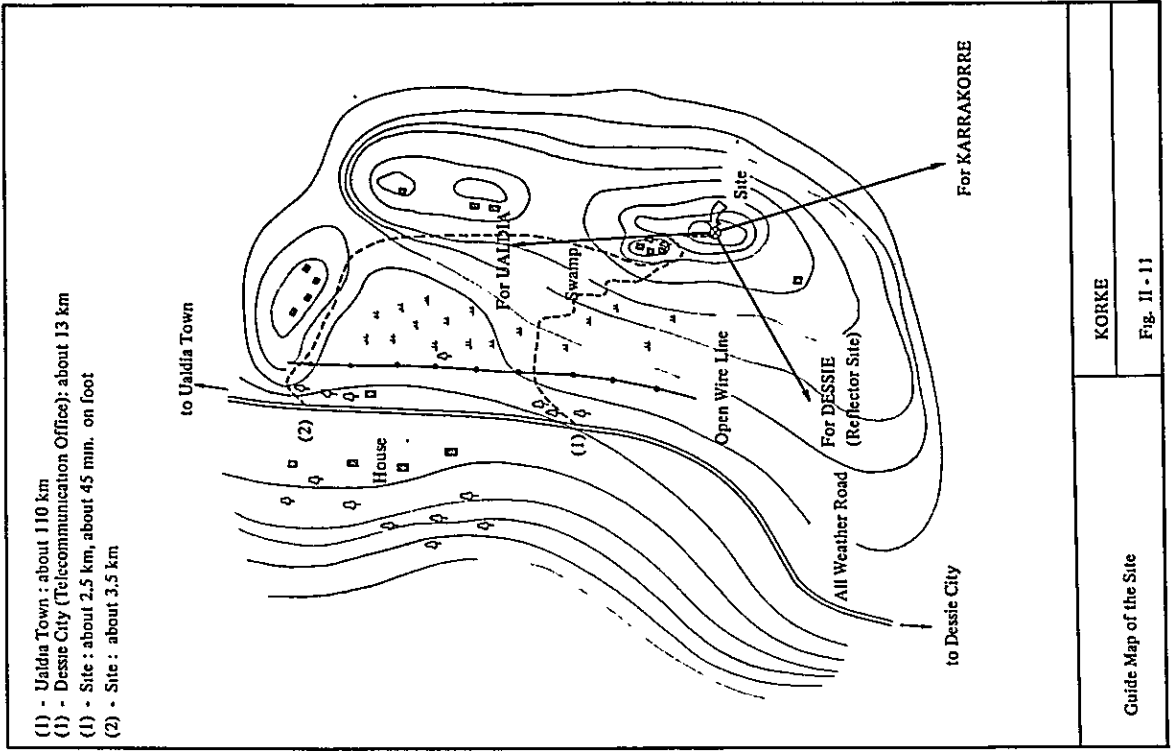 (1) - Ualdia Town : about 110 km
(1) - Dessie City (Telecommunication Office): about 13 km
(1) - Site : about 2.5 km, about 45 min. on foot
(2) - Site : about 3.5 km
to Ualdia Town
(2)
House
For UALDIA
Swamp
Site
(1)
Open Wire Line
For DESSIE
(Reflector Site)
For KARRAKORRE
All Weather Road
to Dessie City
Guide Map of the Site
KORKE
Fig. II - 11